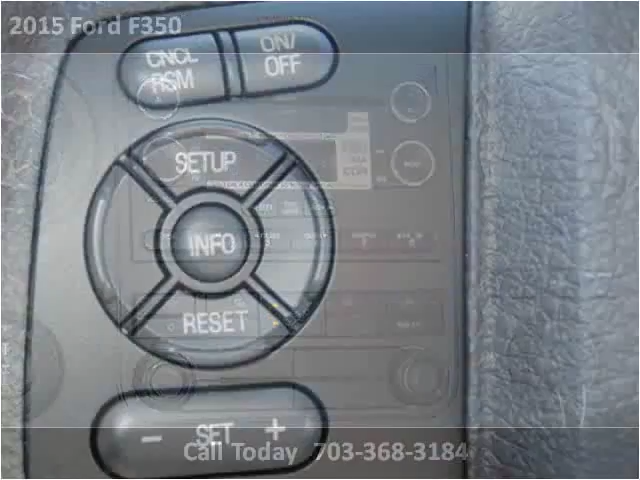 2015 Ford F350
CNCL
RSM
ON/
OFF
SETUP
INFO
RESET
- SET +
Call Today 703-368-3184